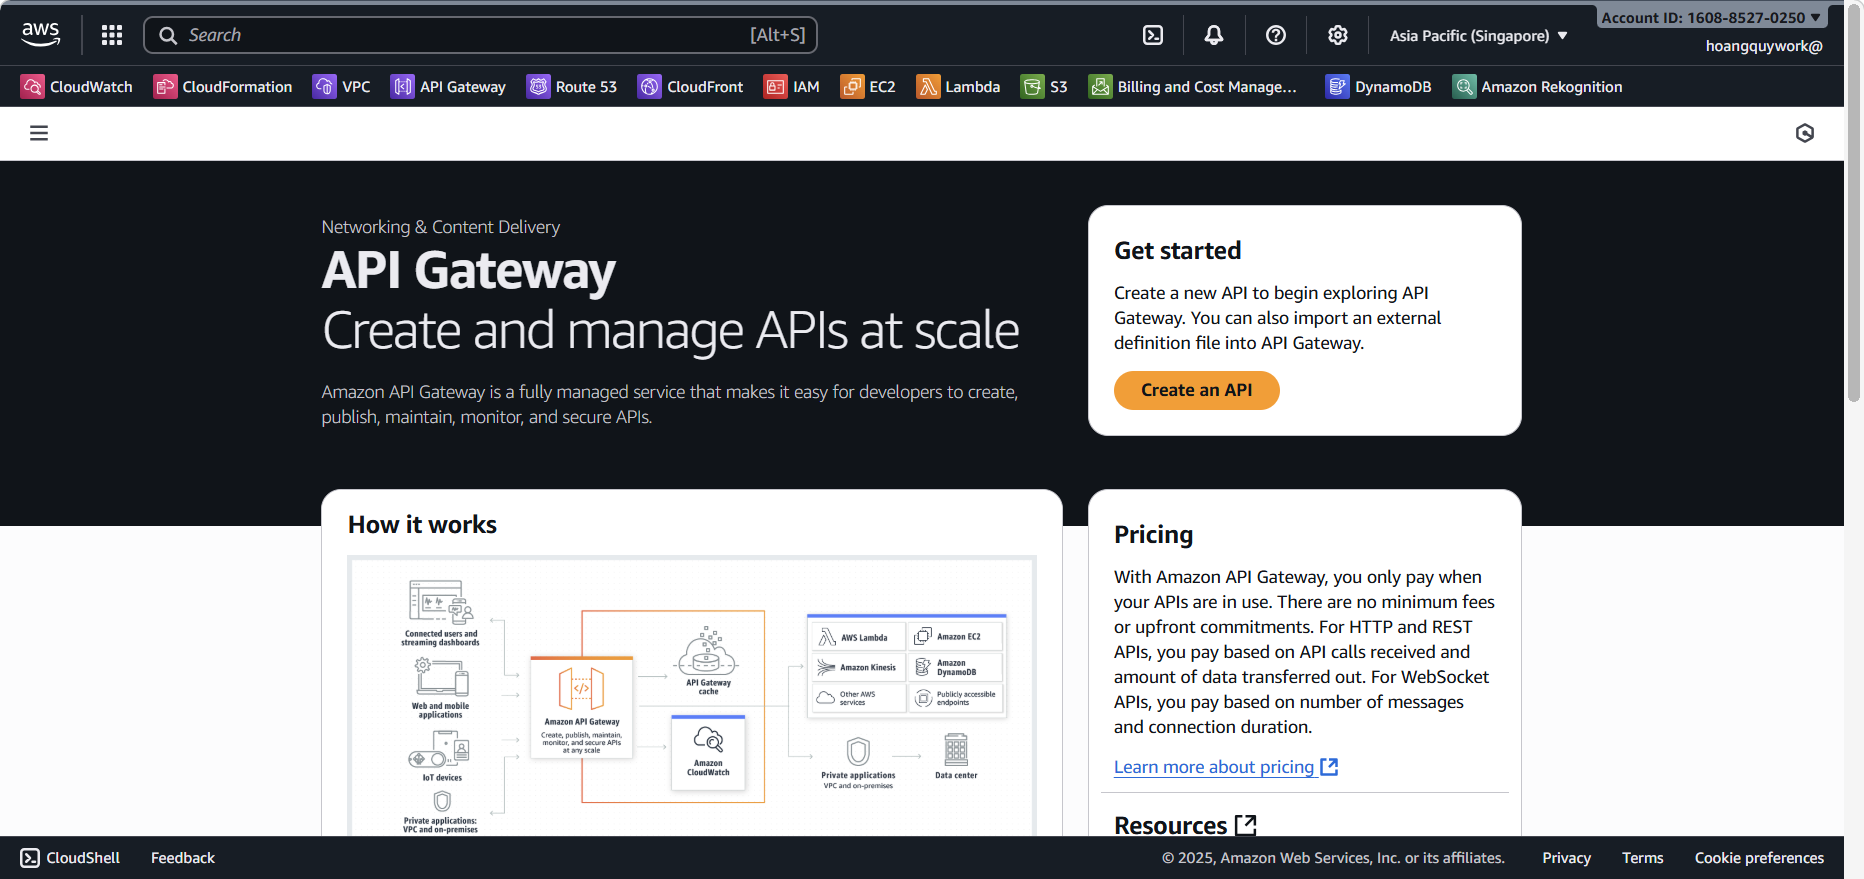 aws
Search
[Alt+S]
Asia Pacific (Singapore)
Account ID: 1608-8527-0250
hoangquywork@
CloudWatch
CloudFormation
VPC
API Gateway
Route 53
CloudFront
IAM
EC2
Lambda
S3
Billing and Cost Manage...
DynamoDB
Amazon Rekognition
Networking & Content Delivery
API Gateway
Create and manage APIs at scale
Amazon API Gateway is a fully managed service that makes it easy for developers to create,
publish, maintain, monitor, and secure APIs.
Get started
Create a new API to begin exploring API
Gateway. You can also import an external
definition file into API Gateway.
Create an API
How it works
Connected users and
streaming dashboards
Web and mobile
applications
IoT devices
Private applications:
VPC and on-premises
Amazon API Gateway
Create, publish, maintain,
monitor, and secure APIs
at any scale
API Gateway
cache
Amazon
CloudWatch
AWS Lambda
Amazon EC2
Amazon Kinesis
Amazon
DynamoDB
Other AWS
services
Publicly accessible
endpoints
Private applications
VPC and on-premises
Data center
Pricing
With Amazon API Gateway, you only pay when
your APIs are in use. There are no minimum fees
or upfront commitments. For HTTP and REST
APIs, you pay based on API calls received and
amount of data transferred out. For WebSocket
APIs, you pay based on number of messages
and connection duration.
Learn more about pricing
Resources
CloudShell
Feedback
© 2025, Amazon Web Services, Inc. or its affiliates.
Privacy
Terms
Cookie preferences